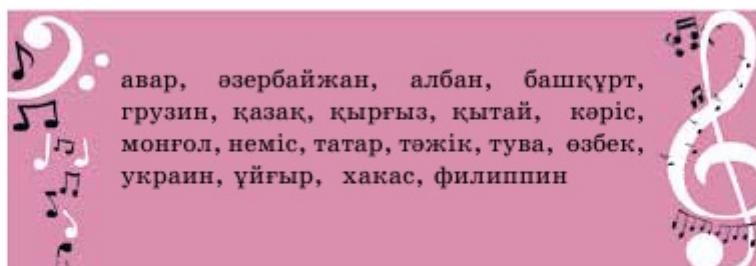 авар, әзербайжан, албан, башқұрт,
грузин, қазақ, қырғыз, қытай, кәріс,
монғол, неміс, татар, тәжік, тува, өзбек,
украин, ұйғыр, хакас, филиппин